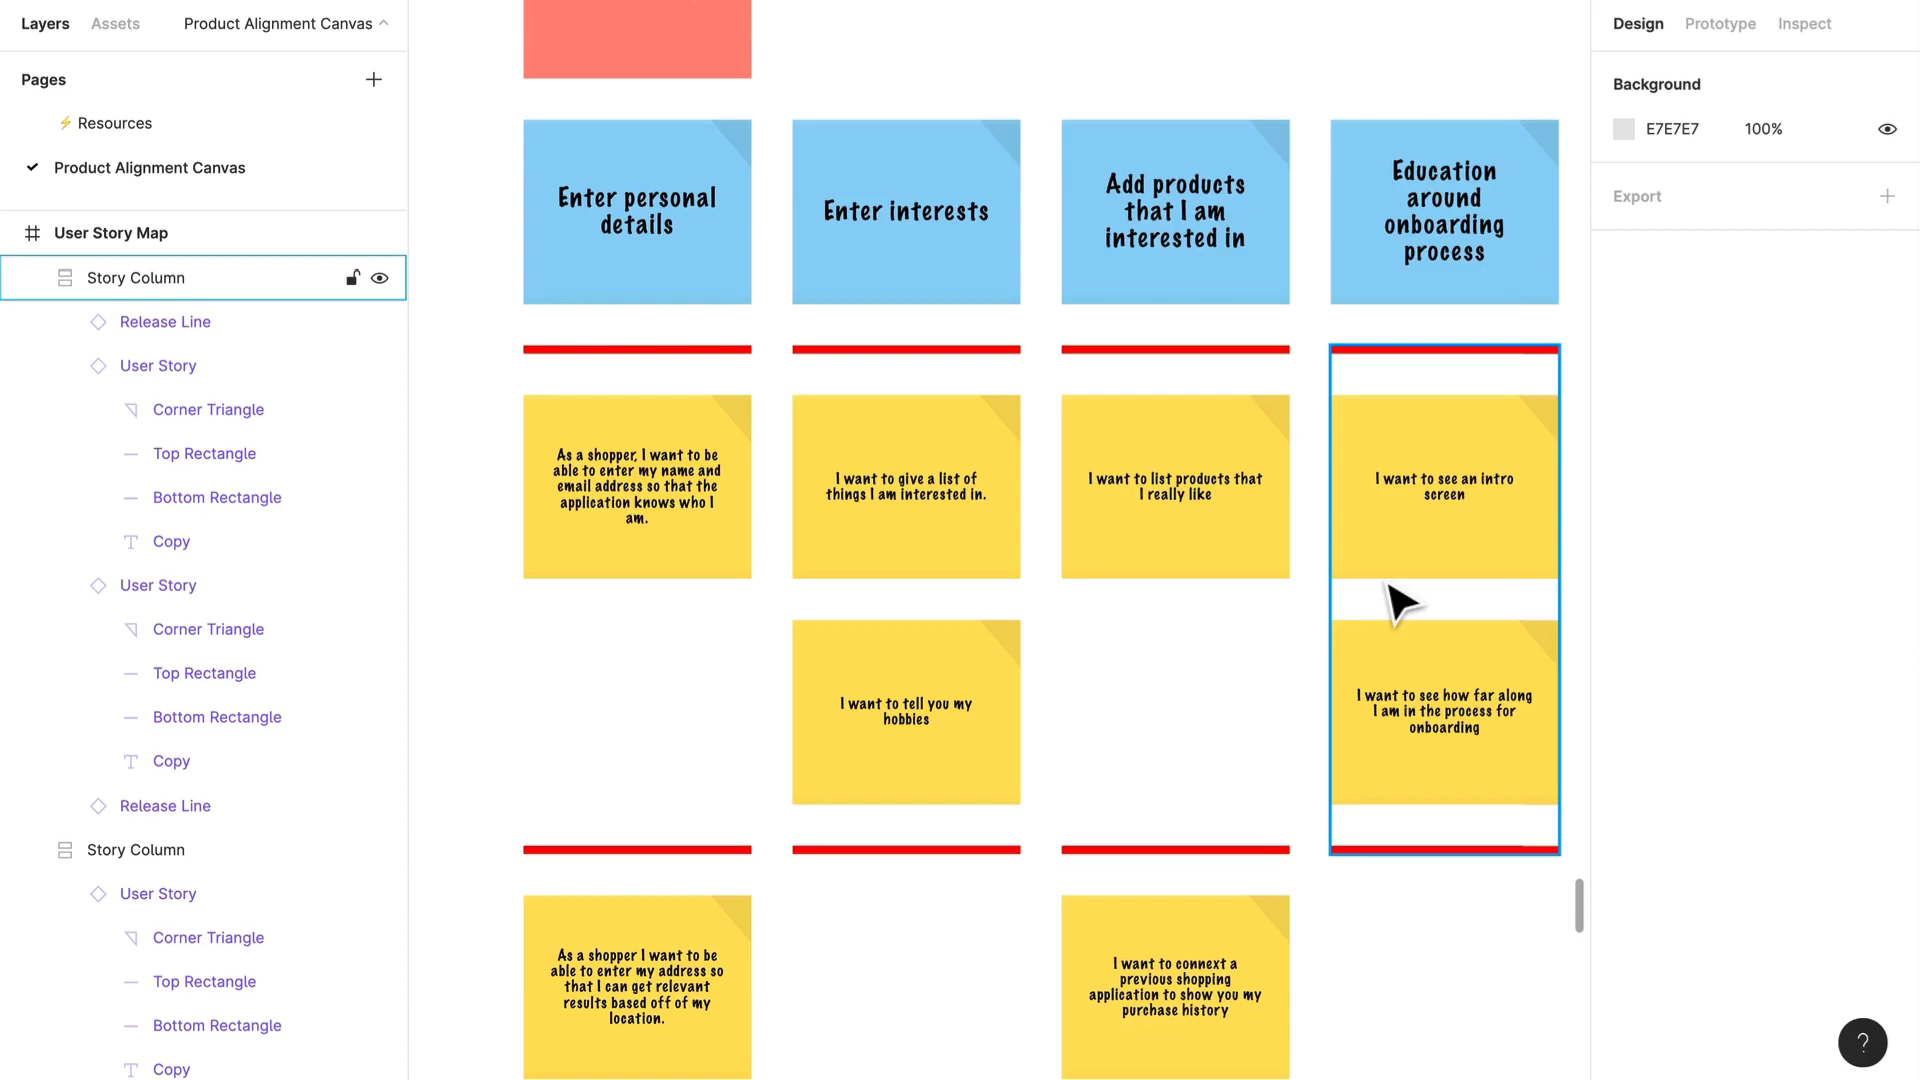 Layers
Assets
Product Alignment Canvas
Pages
Resources
Product Alignment Canvas
User Story Map
Story Column
Release Line
User Story
Corner Triangle
Top Rectangle
Bottom Rectangle
Copy
User Story
Corner Triangle
Top Rectangle
Bottom Rectangle
Copy
Release Line
Story Column
User Story
Corner Triangle
Top Rectangle
Bottom Rectangle
Copy
Enter personal
details
Enter interests
Add products
that I am
interested in
Education
around
onboarding
process
As a shopper, I want to be
able to enter my name and
email address so that the
application knows who I
am.
I want to give a list of
things I am interested in.
I want to list products that
I really like
I want to see an intro
screen
I want to tell you my
hobbies
I want to see how far along
I am in the process for
onboarding
As a shopper I want to be
able to enter my address so
that I can get relevant
results based off of my
location.
I want to connext a
previous shopping
application to show you my
purchase history
Design
Prototype
Inspect
Background
E7E7E7
100%
Export
?